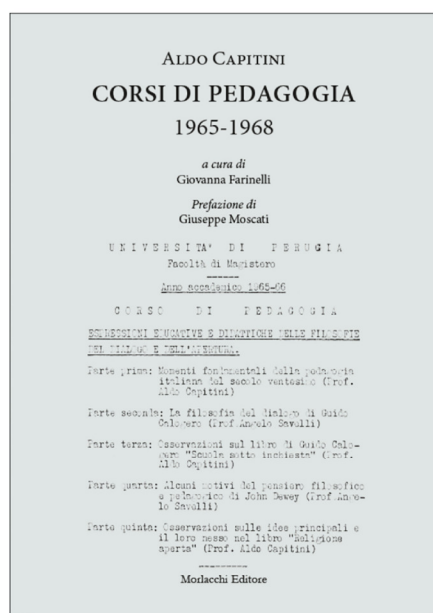 ALDO CAPITINI
CORSI DI PEDAGOGIA
1965-1968
a cura di
Giovanna Farinelli
Prefazione di
Giuseppe Moscati
UNIVERSITA' DI PERUGIA
Facoltà di Magistero
Anno accademico 1965-66
CORSO DI PEDAGOGIA
ESPRESSIONI EDUCATIVE E DIDATTICHE DELLE FILOSOFIE
DEL DIALOGO E DELL'APERTURA.
Parte prima: Momenti fondamentali della pedagogia
italiana del secolo ventesimo (Prof.
Aldo Capitini)
Parte seconda: La filosofia del dialogo di Guido
Calogero (Prof.Angelo Savelli)
Parte terza: Osservazioni sul libro di Guido Calo-
gero "Scuola sotto inchiesta" (Prof.
Aldo Capitini)
Parte quarta: Alcuni motivi del pensiero filosofico
e pedagogico di John Dewey (Prof.Ange-
lo Savelli)
Parte quinta: Osservazioni sulle idee principali e
il loro nesso nel libro "Religione
aperta" (Prof. Aldo Capitini)
Morlacchi Editore